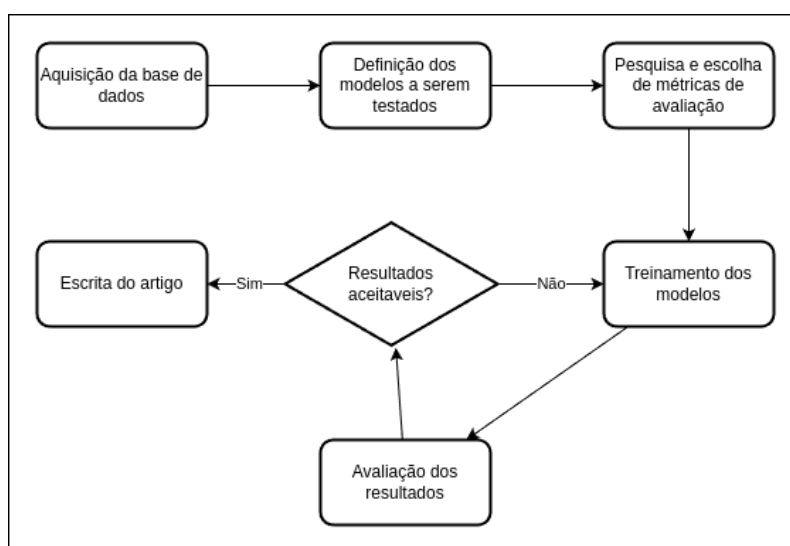 Aquisição da base de
dados
Definição dos
modelos a serem
testados
Pesquisa e escolha
de métricas de
avaliação
Escrita do artigo
Sim
Resultados
aceitaveis?
Não
Treinamento dos
modelos
Avaliação dos
resultados